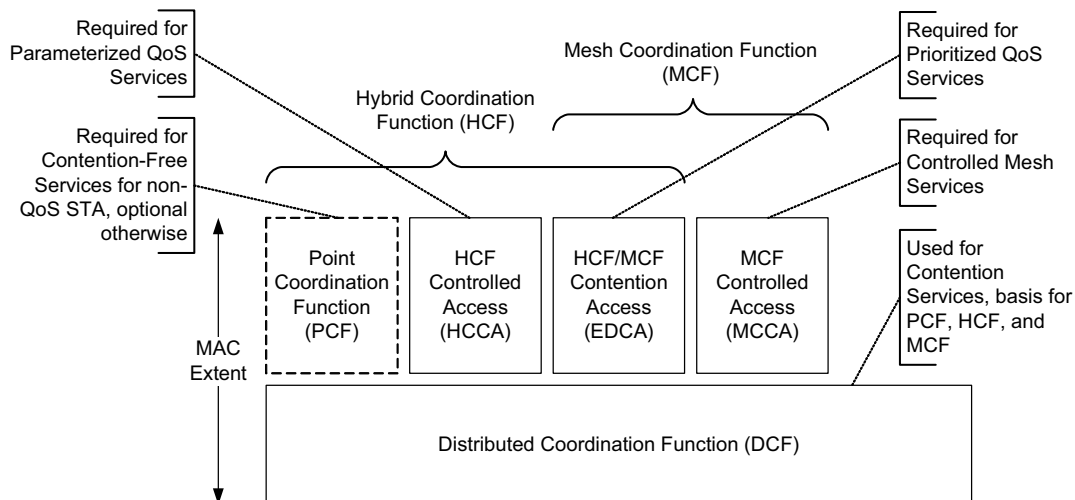 Required for
Parameterized QoS
Services
Mesh Coordination Function
(MCF)
Required for
Prioritized QoS
Services
Hybrid Coordination
Function (HCF)
Required for
Contention-Free
Services for non-
QoS STA, optional
otherwise
Required for
Controlled Mesh
Services
Point
Coordination
Function
(PCF)
HCF
Controlled
Access
(HCCA)
HCF/MCF
Contention
Access
(EDCA)
MCF
Controlled
Access
(MCCA)
Used for
Contention
Services, basis for
PCF, HCF, and
MCF
MAC
Extent
Distributed Coordination Function (DCF)